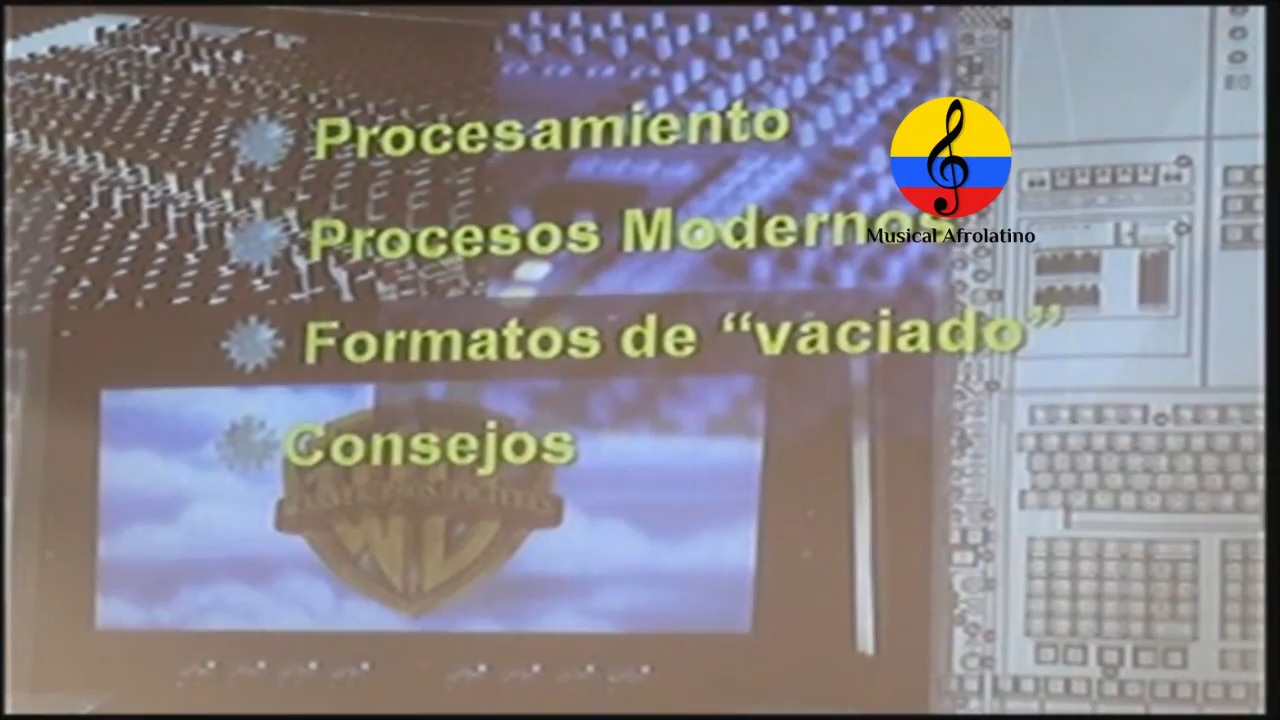 Procesamiento
Procesos Modernos
Musical Afrolatino
Formatos de “vaciado”
Consejos